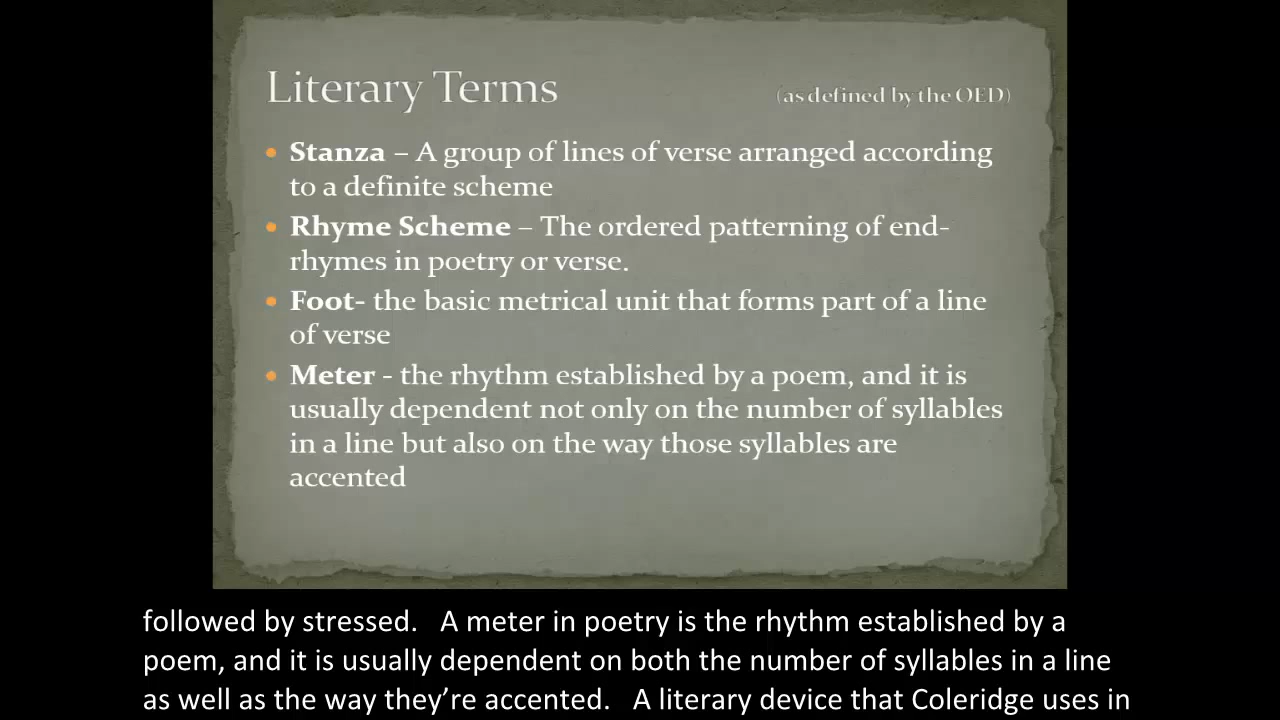 Literary Terms (as defined by the OED)
• Stanza – A group of lines of verse arranged according
to a definite scheme
• Rhyme Scheme – The ordered patterning of end-
rhymes in poetry or verse.
• Foot- the basic metrical unit that forms part of a line
of verse
• Meter - the rhythm established by a poem, and it is
usually dependent not only on the number of syllables
in a line but also on the way those syllables are
accented
followed by stressed.   A meter in poetry is the rhythm established by a
poem, and it is usually dependent on both the number of syllables in a line
as well as the way they’re accented.   A literary device that Coleridge uses in